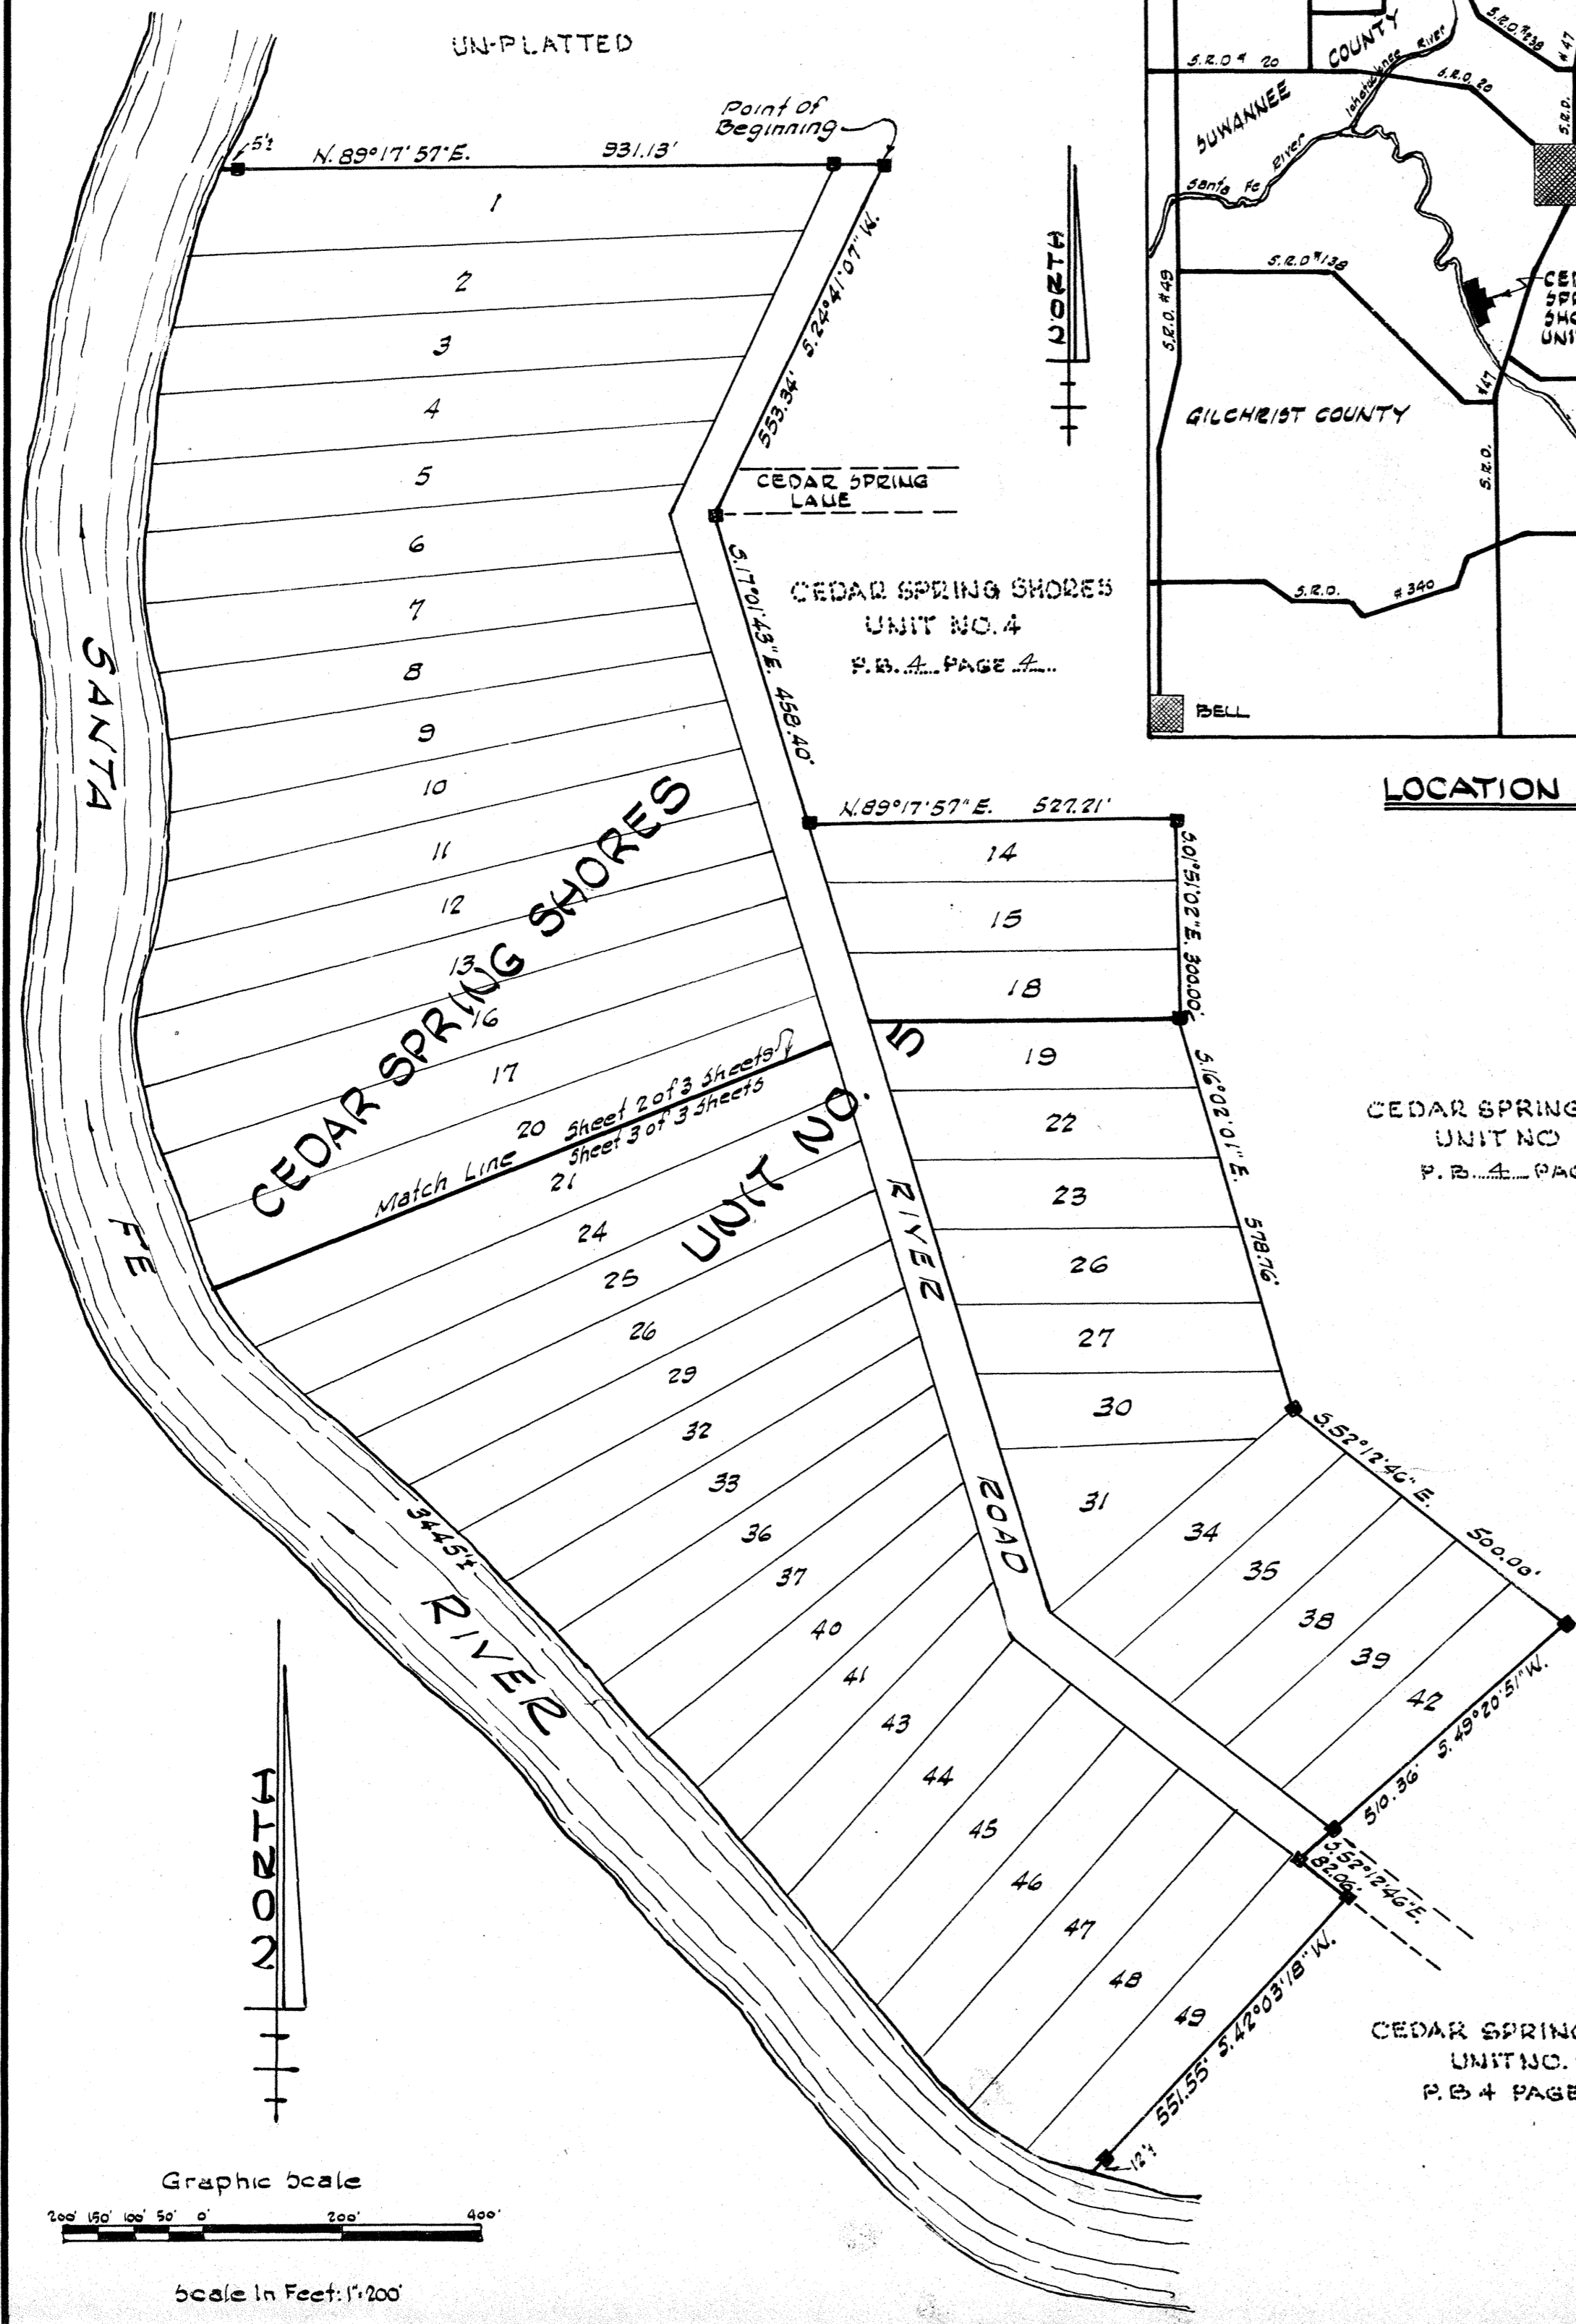 UN-PLATTED
Point of
Beginning
5'±
N. 89°17'57"E. 931.13'
1
2
3
4
5
6
7
8
9
10
11
12
13
16
17
20
21
24
25
26
29
32
33
36
37
40
41
43
44
45
46
47
48
49
S. 24°41'07" W.
553.34'
CEDAR SPRING
LANE
S. 17°01'43" E. 458.40'
CEDAR SPRING SHORES
UNIT NO. 4
P.B. 4 PAGE 4
N. 89°17'57" E. 527.21'
14
15
18
19
22
23
26
27
30
31
34
35
38
39
42
S.01°51'02"E. 300.00'
S.16°02'01"E. 578.76'
S.52°12'46" E. 500.00'
S. 49°20'51" W.
510.36'
S.52°12'46"E.
82.06'
551.55' S.42°03'18" W.
12'±
CEDAR SPRING SHORES
UNIT NO. 5
Match Line
Sheet 2 of 3 Sheets
Sheet 3 of 3 Sheets
RIVER ROAD
SANTA FE RIVER
3445'±
NORTH
NORTH
Graphic Scale
200' 150' 100' 50' 0' 200' 400'
Scale In Feet: 1"=200'
COUNTY
SUWANNEE
S.R.O # 20
S.R.O. 20
S.R.O. #238
#47
S.R.D.
Ichetucknee River
Santa Fe River
S.R.D. #49
S.R.D #138
GILCHRIST COUNTY
#47
S.R.D.
S.R.D. #340
BELL
CED
SPR
SHO
UNIT
LOCATION
CEDAR SPRING
UNIT NO
P.B. 4 PAG
CEDAR SPRING
UNIT NO.
P.B 4 PAGE